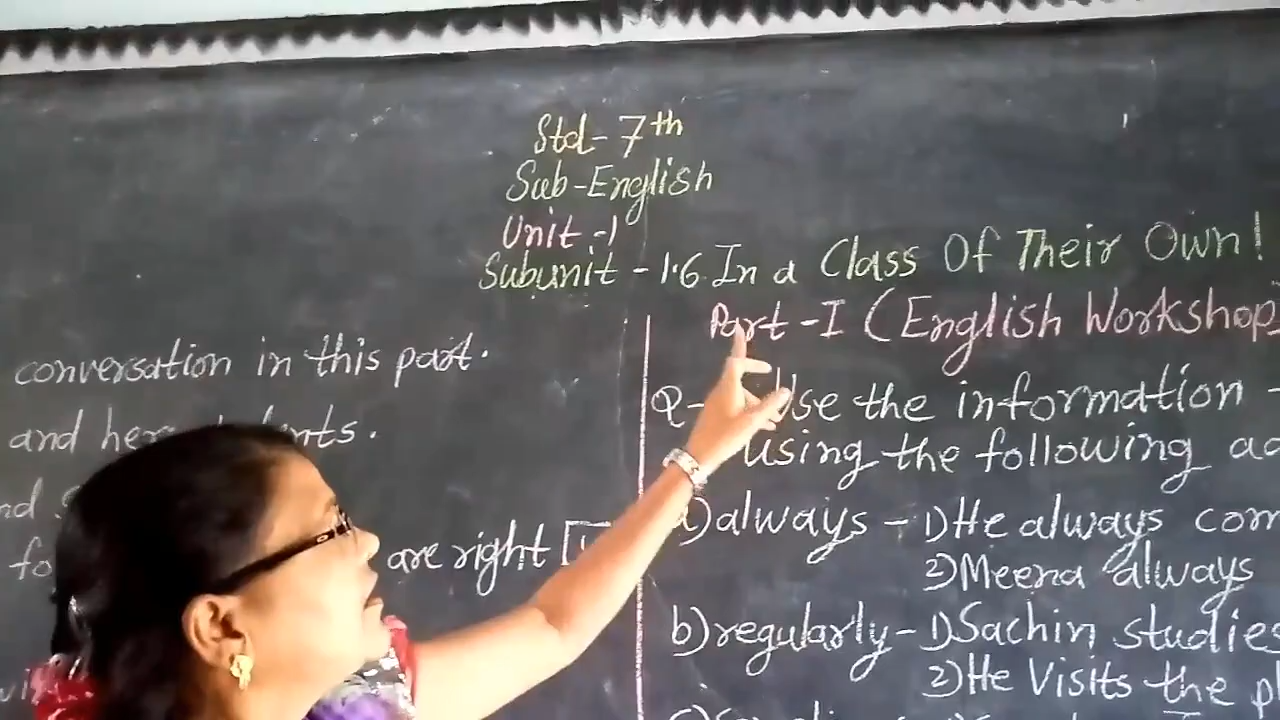 Std- 7th
Sub-English
Unit -1
Subunit - 1.6 In a Class Of Their Own!
Part -I (English Workshop)
conversation in this part.
and her
are right
Q- Use the information -
using the following
a) always - 1) He always
2) Meena always
b) regularly - 1) Sachin studies
2) He Visits the